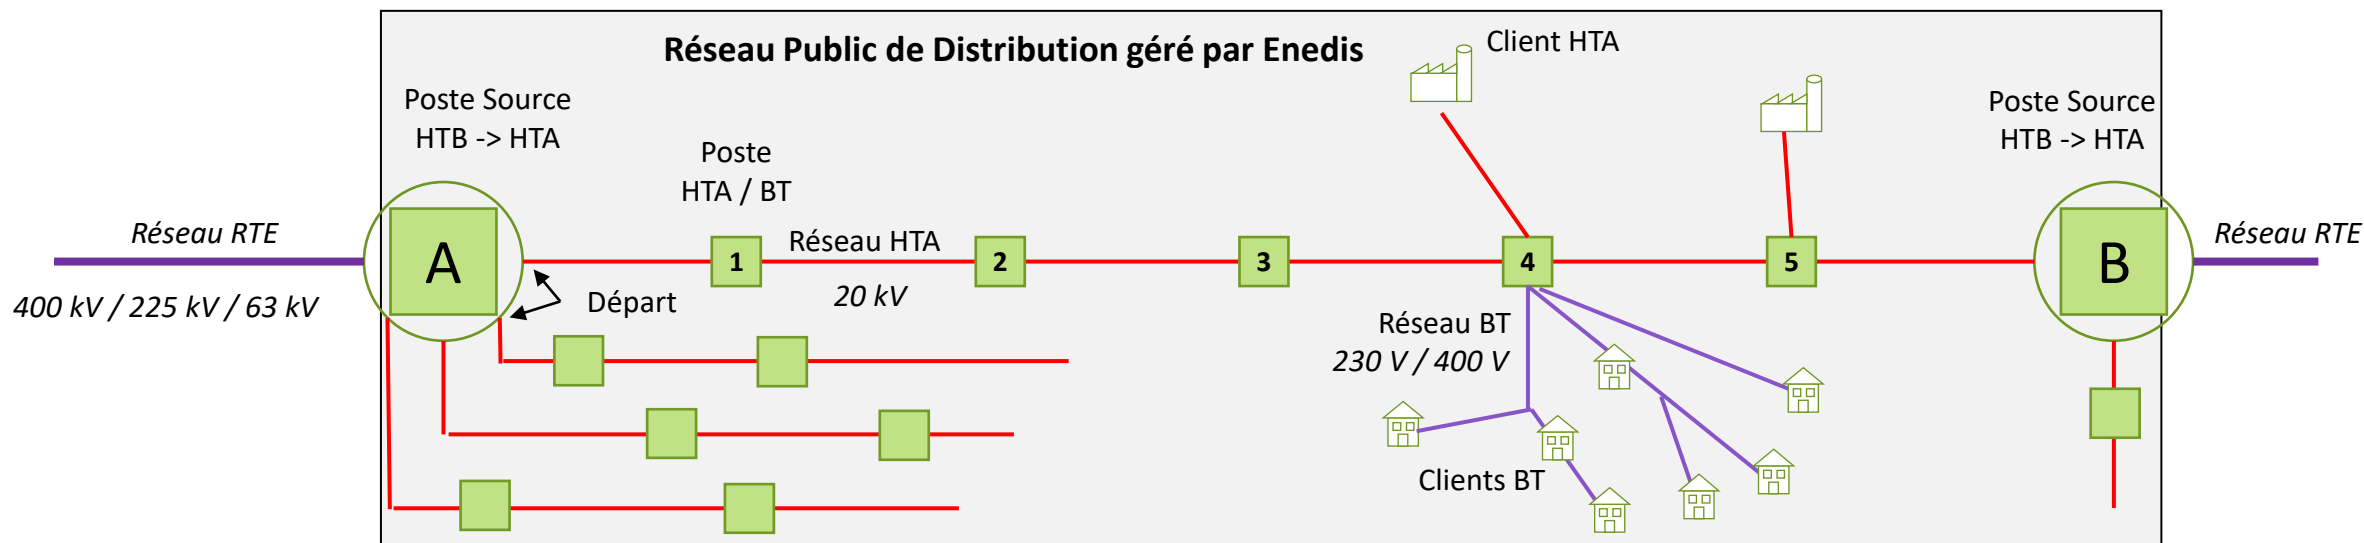 Réseau Public de Distribution géré par Enedis
Client HTA
Poste Source
HTB -> HTA
Poste
HTA / BT
Poste Source
HTB -> HTA
Réseau RTE
400 kV / 225 kV / 63 kV
A
Départ
1
Réseau HTA
20 kV
2
3
4
5
B
Réseau RTE
Réseau BT
230 V / 400 V
Clients BT